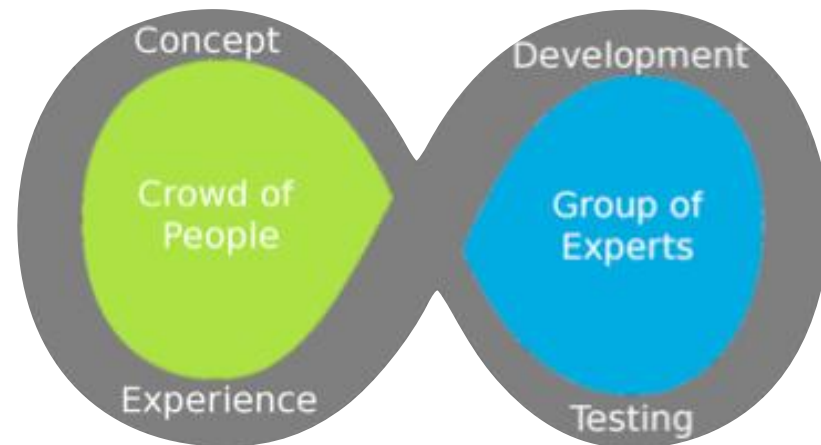 Concept
Development
Crowd of
People
Group of
Experts
Experience
Testing